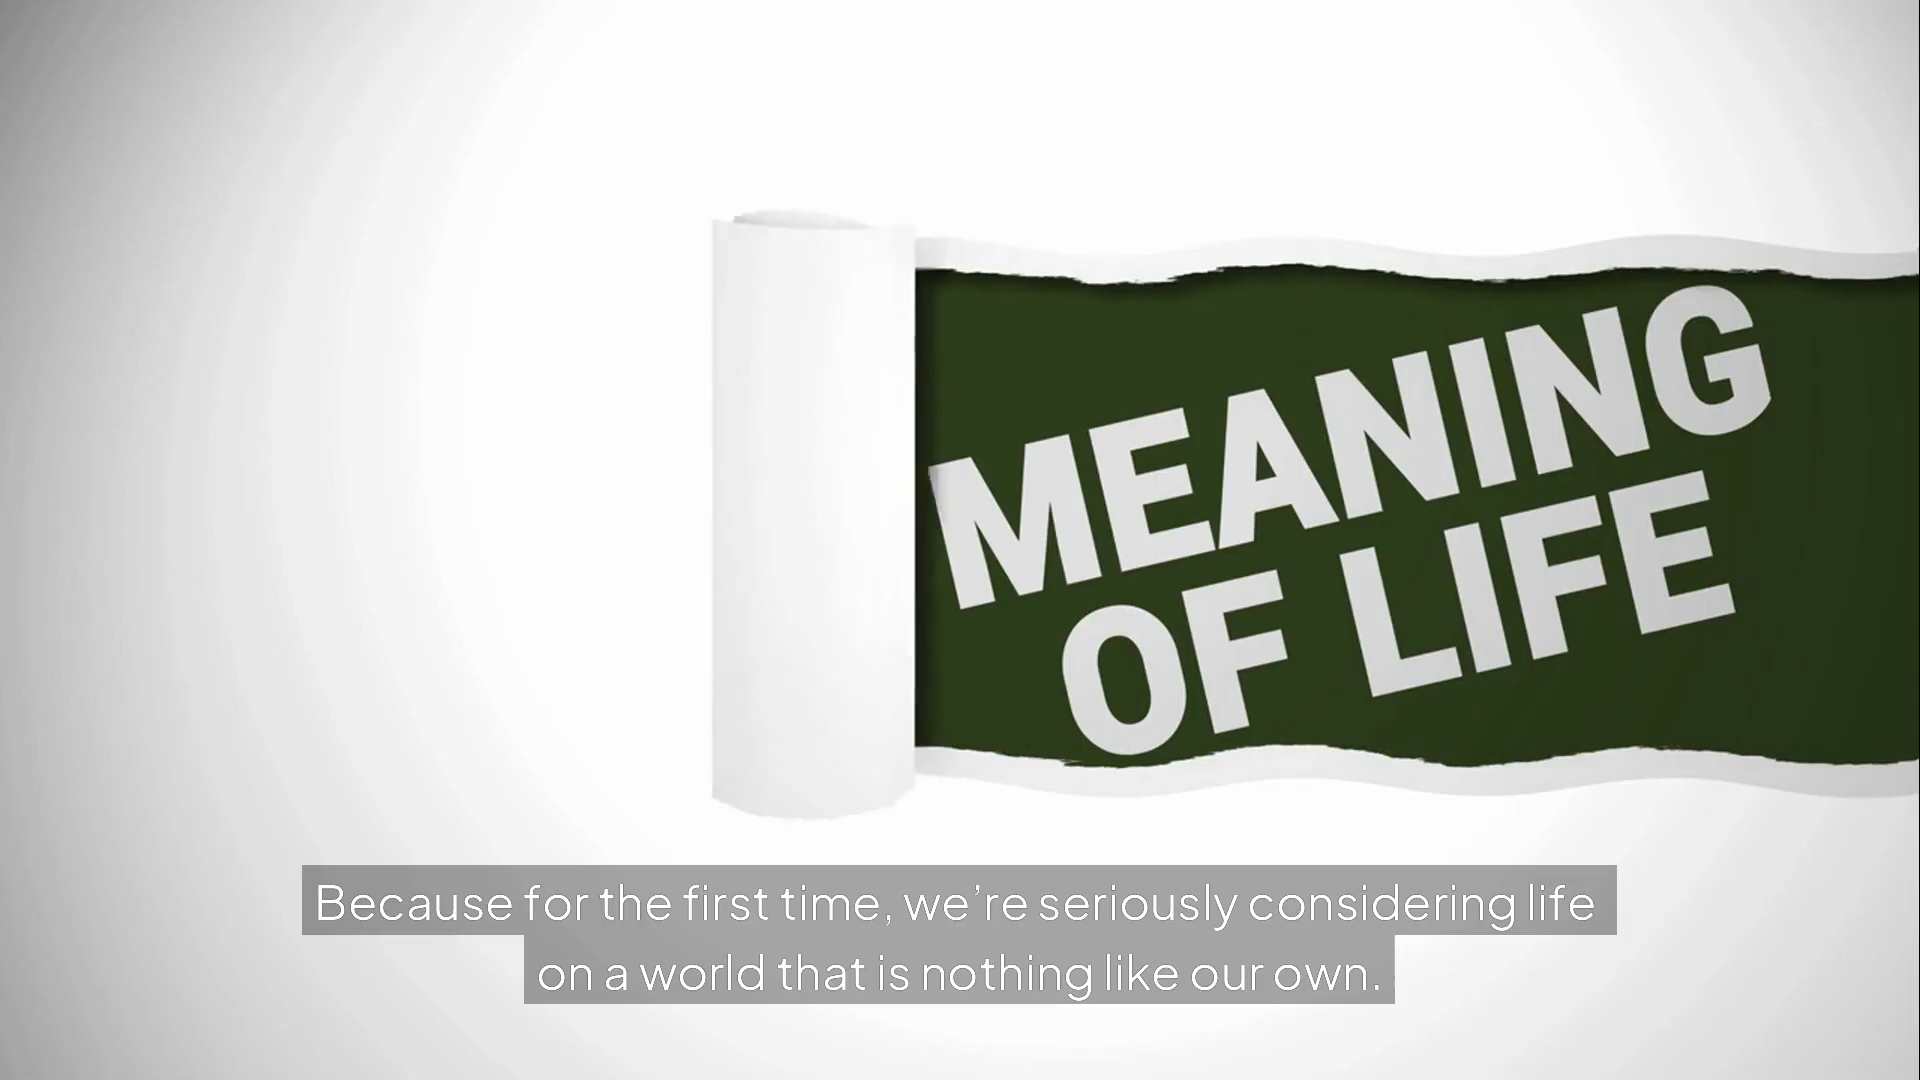 MEANING
OF LIFE
Because for the first time, we’re seriously considering life
on a world that is nothing like our own.